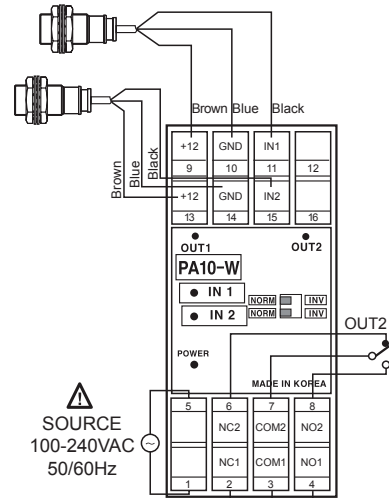 Brown Blue Black
Brown
Blue
Black
+12 GND IN1
9 10 11 12
+12 GND IN2
13 14 15 16
OUT1 OUT2
PA10-W
IN 1
NORM INV
IN 2
NORM INV
OUT2
POWER
MADE IN KOREA
SOURCE
100-240VAC
50/60Hz
5 6 7 8
NC2 COM2 NO2
NC1 COM1 NO1
1 2 3 4